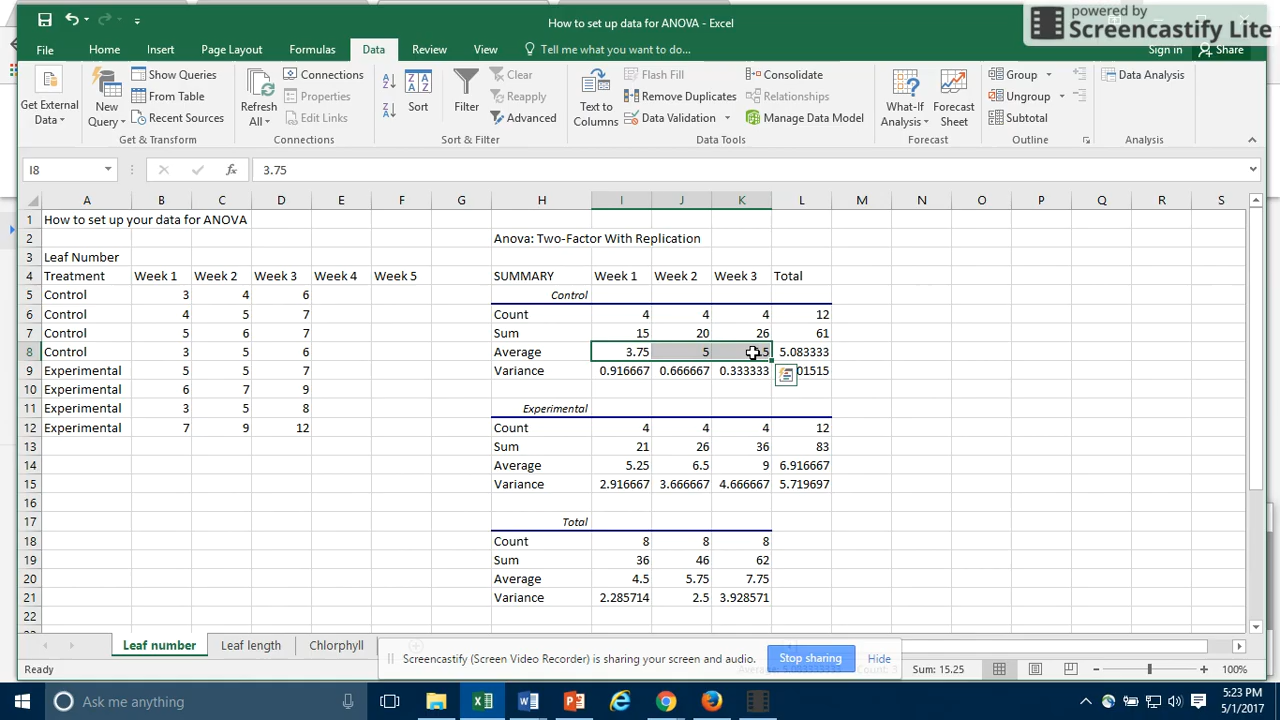 How to set up data for ANOVA - Excel
powered by
Screencastify Lite
File Home Insert Page Layout Formulas Data Review View Tell me what you want to do... Sign in Share
Get External Data
New Query
Show Queries
From Table
Recent Sources
Get & Transform
Refresh All
Connections
Properties
Edit Links
Connections
Sort
Filter
Clear
Reapply
Advanced
Sort & Filter
Text to Columns
Flash Fill
Remove Duplicates
Data Validation
Consolidate
Relationships
Manage Data Model
Data Tools
What-If Analysis
Forecast Sheet
Forecast
Group
Ungroup
Subtotal
Outline
Data Analysis
Analysis
I8 fx 3.75
A B C D E F G H I J K L M N O P Q R S
1 How to set up your data for ANOVA
2 Anova: Two-Factor With Replication
3 Leaf Number
4 Treatment Week 1 Week 2 Week 3 Week 4 Week 5 SUMMARY Week 1 Week 2 Week 3 Total
5 Control 3 4 6 Control
6 Control 4 5 7 Count 4 4 4 12
7 Control 5 6 7 Sum 15 20 26 61
8 Control 3 5 6 Average 3.75 5 5.083333
9 Experimental 5 5 7 Variance 0.916667 0.666667 0.333333 01515
10 Experimental 6 7 9
11 Experimental 3 5 8 Experimental
12 Experimental 7 9 12 Count 4 4 4 12
13 Sum 21 26 36 83
14 Average 5.25 6.5 9 6.916667
15 Variance 2.916667 3.666667 4.666667 5.719697
16
17 Total
18 Count 8 8 8
19 Sum 36 46 62
20 Average 4.5 5.75 7.75
21 Variance 2.285714 2.5 3.928571
22
Leaf number Leaf length Chlorphyll
Screencastify (Screen Video Recorder) is sharing your screen and audio. Stop sharing Hide
Ready Sum: 15.25 100%
Ask me anything
5:23 PM
5/1/2017